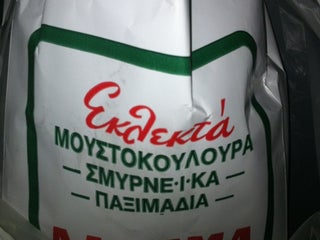 Εκλεκτά
ΜΟΥΣΤΟΚΟΥΛΟΥΡΑ
— ΣΜΥΡΝΕ·Ι·ΚΑ —
— ΠΑΞΙΜΑΔΙΑ —